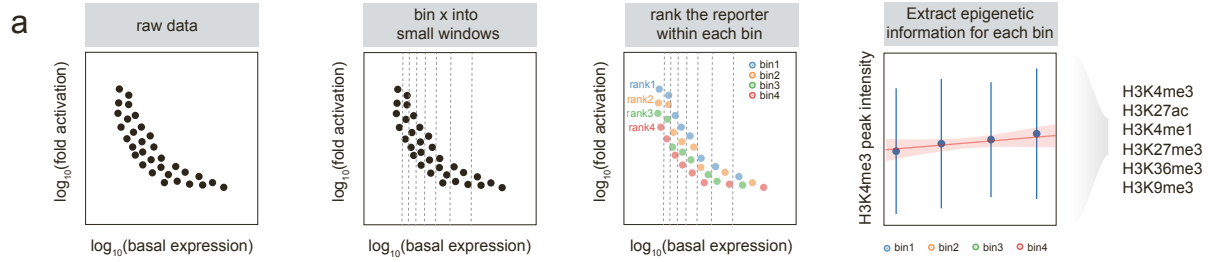 a
raw data
log10(fold activation)
log10(basal expression)
bin x into
small windows
log10(fold activation)
log10(basal expression)
rank the reporter
within each bin
log10(fold activation)
rank1
rank2
rank3
rank4
bin1
bin2
bin3
bin4
log10(basal expression)
Extract epigenetic
information for each bin
H3K4me3 peak intensity
bin1 bin2 bin3 bin4
H3K4me3
H3K27ac
H3K4me1
H3K27me3
H3K36me3
H3K9me3